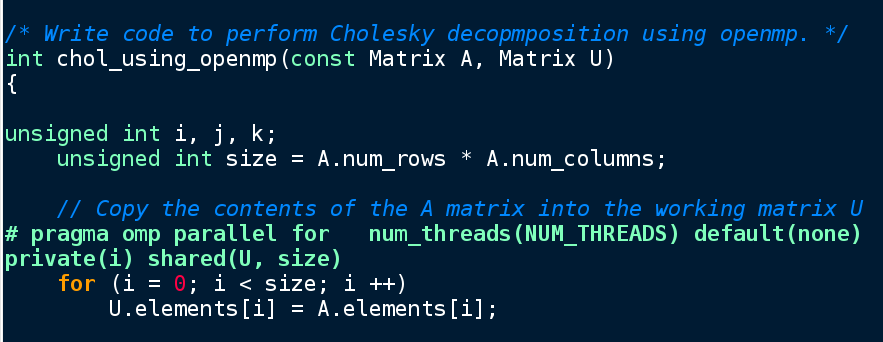 /* Write code to perform Cholesky decopmposition using openmp. */
int chol_using_openmp(const Matrix A, Matrix U)
{
unsigned int i, j, k;
    unsigned int size = A.num_rows * A.num_columns;
    // Copy the contents of the A matrix into the working matrix U
# pragma omp parallel for   num_threads(NUM_THREADS) default(none)
private(i) shared(U, size)
    for (i = 0; i < size; i ++)
        U.elements[i] = A.elements[i];